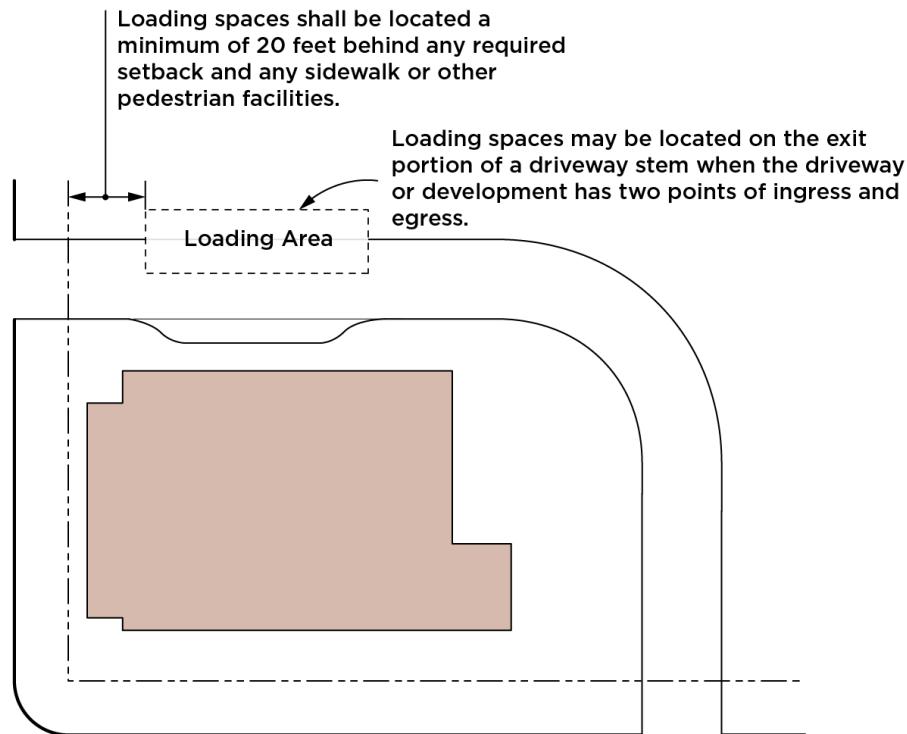 Loading spaces shall be located a
minimum of 20 feet behind any required
setback and any sidewalk or other
pedestrian facilities.
Loading spaces may be located on the exit
portion of a driveway stem when the driveway
or development has two points of ingress and
egress.
Loading Area